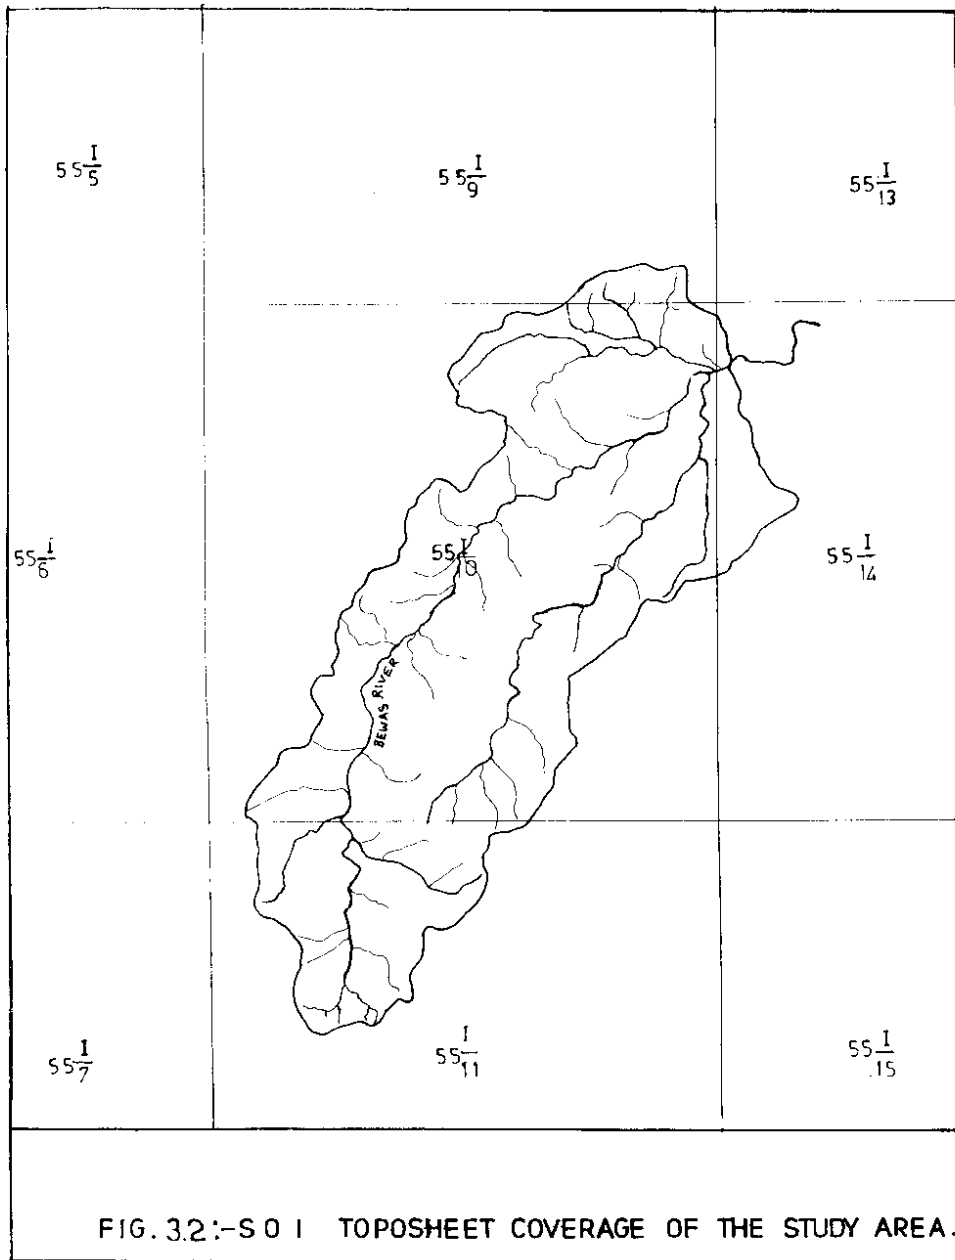 55 I/5
55 I/9
55 I/13
55 I/6
55 I/10
55 I/14
BEWAS RIVER
55 I/7
55 I/11
55 I/15
FIG. 3.2:-S O I TOPOSHEET COVERAGE OF THE STUDY AREA.